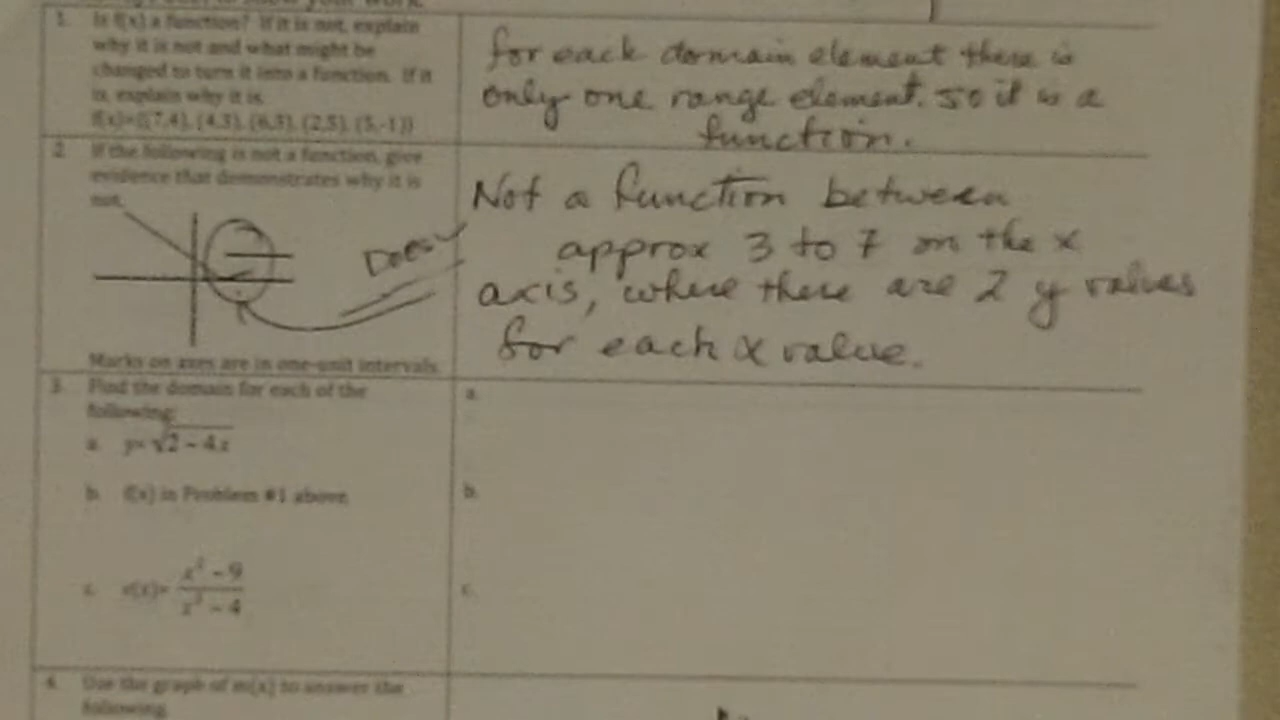 1. Is f(x) a function? If it is not, explain
why it is not and what might be
changed to turn it into a function. If it
is, explain why it is.
f(x)={(7,4), (4,3), (6,3), (2,5), (5,-1)}
for each domain element there is
only one range element. so it is a
function.
2 If the following is not a function, give
evidence that demonstrates why it is
not.
Does
Marks on axes are in one-unit intervals.
Not a function between
approx 3 to 7 on the x
axis, where there are 2 y values
for each x value.
3. Find the domain for each of the
following:
a. y=√2-4x
b. f(x) in Problem #1 above
c. x²-9
x²-4
a.
b.
c.
4. Use the graph of m(x) to answer the
following.